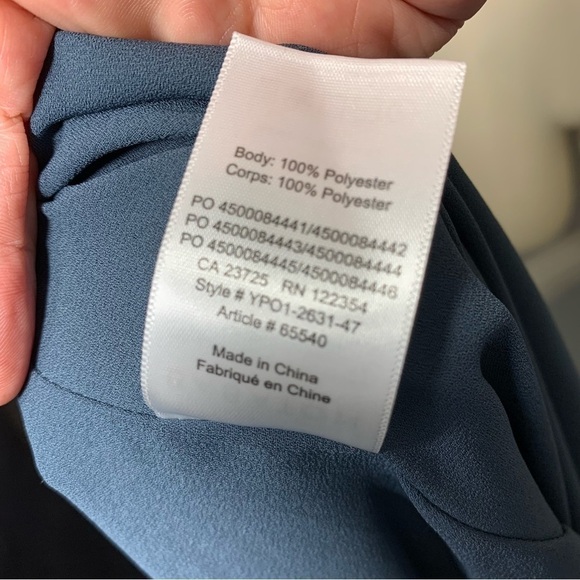 Body: 100% Polyester
Corps: 100% Polyester
PO 4500084441/4500084442
PO 4500084443/4500084444
PO 4500084445/4500084446
CA 23725 RN 122354
Style # YPO1-2631-47
Article # 65540
Made in China
Fabriqué en Chine